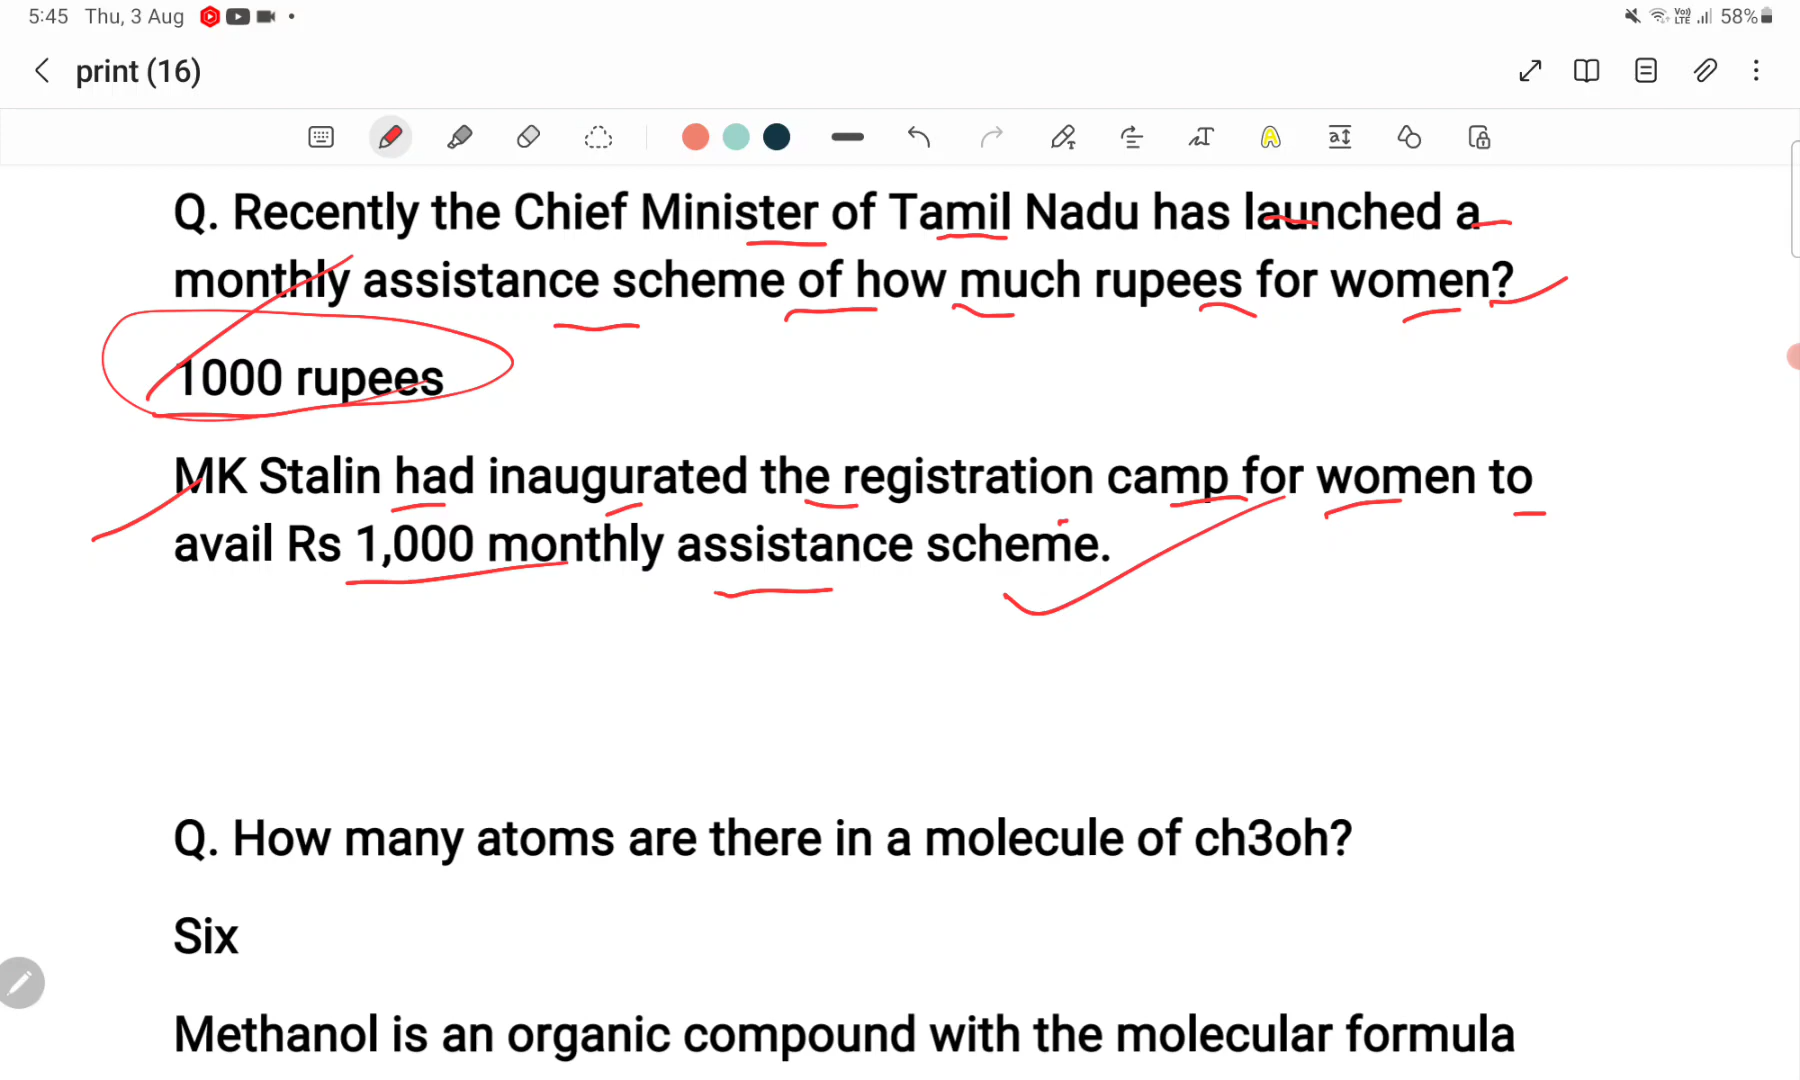 5:45 Thu, 3 Aug
Vo)) LTE 58%
print (16)
Q. Recently the Chief Minister of Tamil Nadu has launched a
monthly assistance scheme of how much rupees for women?
1000 rupees
MK Stalin had inaugurated the registration camp for women to
avail Rs 1,000 monthly assistance scheme.
Q. How many atoms are there in a molecule of ch3oh?
Six
Methanol is an organic compound with the molecular formula